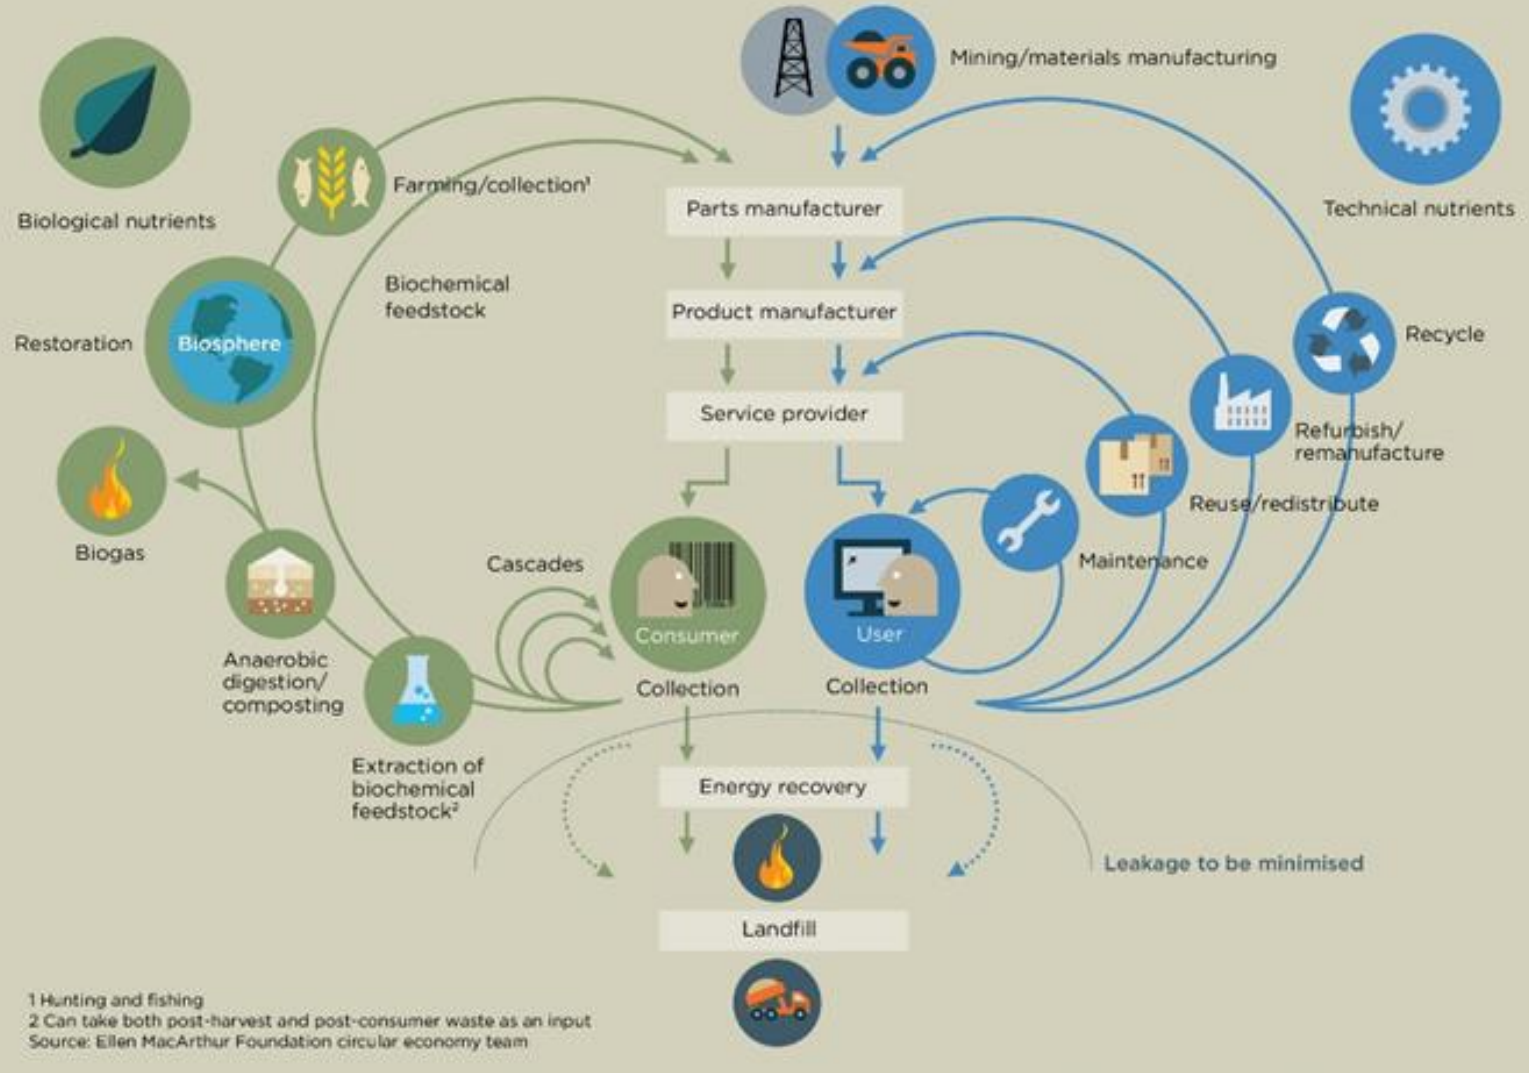 Mining/materials manufacturing
Biological nutrients
Farming/collection¹
Parts manufacturer
Technical nutrients
Biochemical
feedstock
Product manufacturer
Restoration
Biosphere
Recycle
Service provider
Refurbish/
remanufacture
Reuse/redistribute
Biogas
Cascades
Maintenance
Consumer
User
Anaerobic
digestion/
composting
Collection
Collection
Extraction of
biochemical
feedstock²
Energy recovery
Leakage to be minimised
Landfill
1 Hunting and fishing
2 Can take both post-harvest and post-consumer waste as an input
Source: Ellen MacArthur Foundation circular economy team